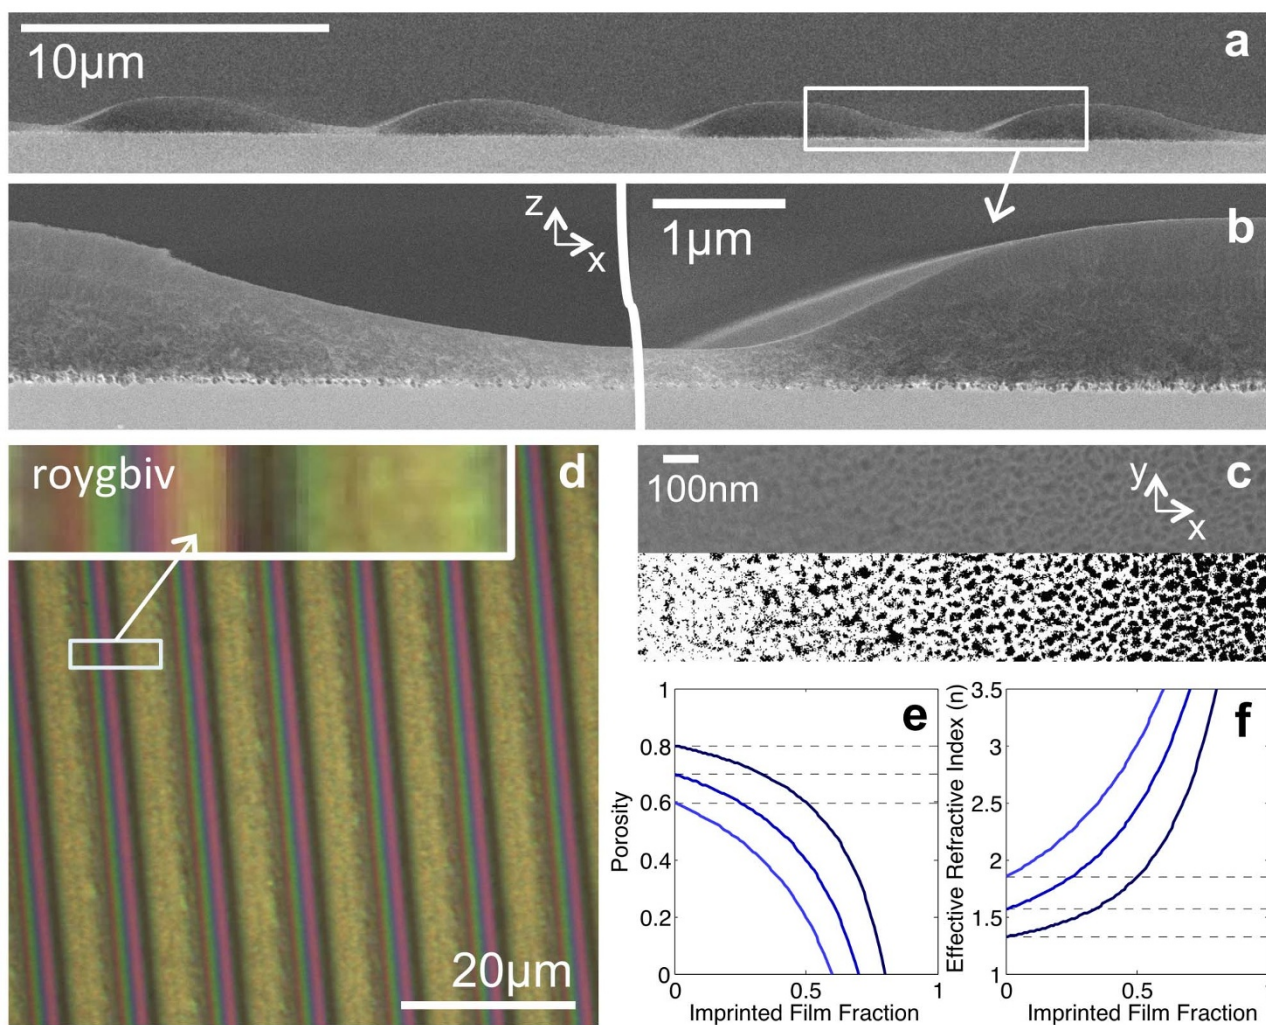 10μm
a
z
x
1μm
b
roygbiv
d
100nm
y
x
c
20μm
e
1
0.8
0.6
0.4
0.2
0
Porosity
0 0.5 1
Imprinted Film Fraction
f
3.5
3
2.5
2
1.5
1
Effective Refractive Index (n)
0 0.5 1
Imprinted Film Fraction